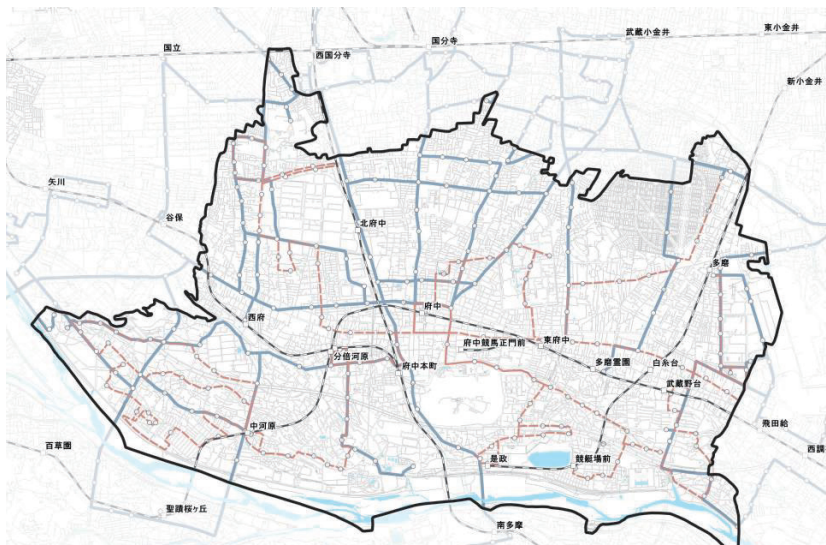 東小金井
武蔵小金井
国分寺
国立
西国分寺
新小金井
矢川
谷保
北府中
多磨
府中
西府
府中競馬正門前
東府中
分倍河原
府中本町
多磨霊園
白糸台
武蔵野台
飛田給
中河原
百草園
西調
是政
競艇場前
聖蹟桜ヶ丘
南多摩